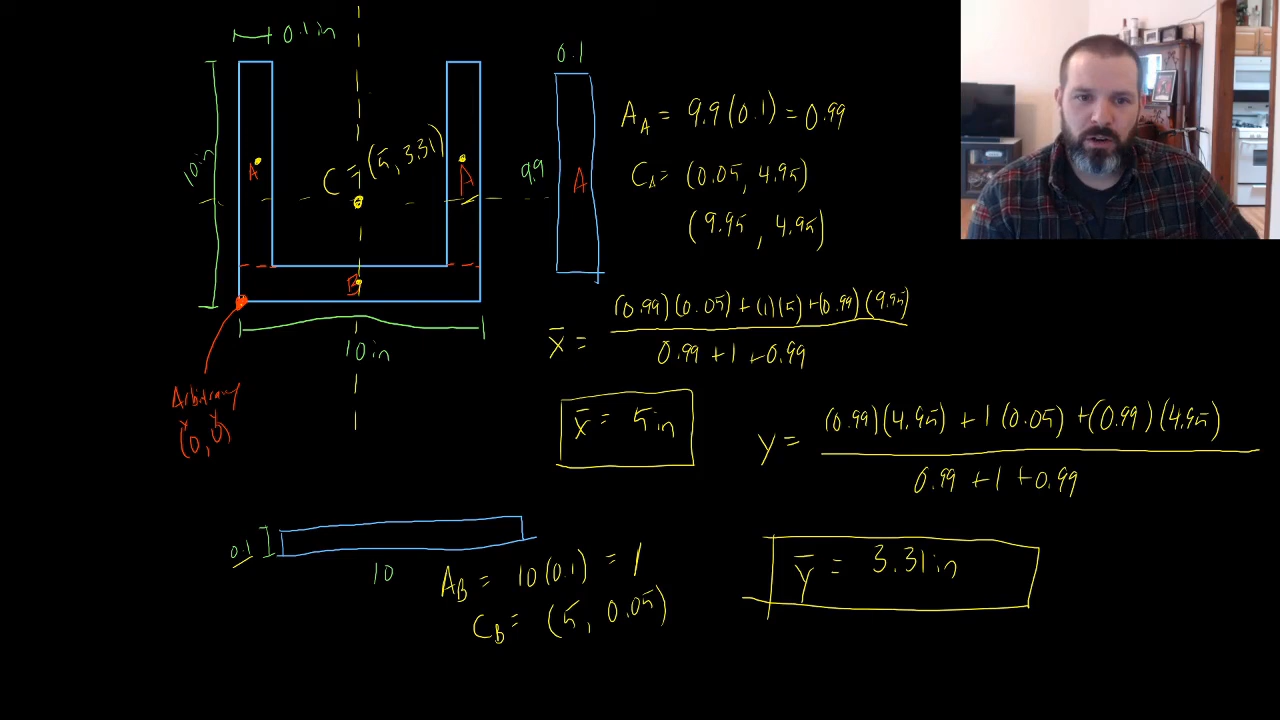 0.1 in
10 in
A
C = (5, 3.31)
A
B
10 in
Arbitrary
x y
(0, 0)
0.1
9.9
A
A_A = 9.9(0.1) = 0.99
C_A = (0.05, 4.95)
(9.95, 4.95)
x̄ = (0.99)(0.05) + (1)(5) + (0.99)(9.95)
0.99 + 1 + 0.99
x̄ = 5 in
y = (0.99)(4.95) + 1(0.05) + (0.99)(4.95)
0.99 + 1 + 0.99
ȳ = 3.31 in
0.1
10
A_B = 10(0.1) = 1
C_B = (5, 0.05)